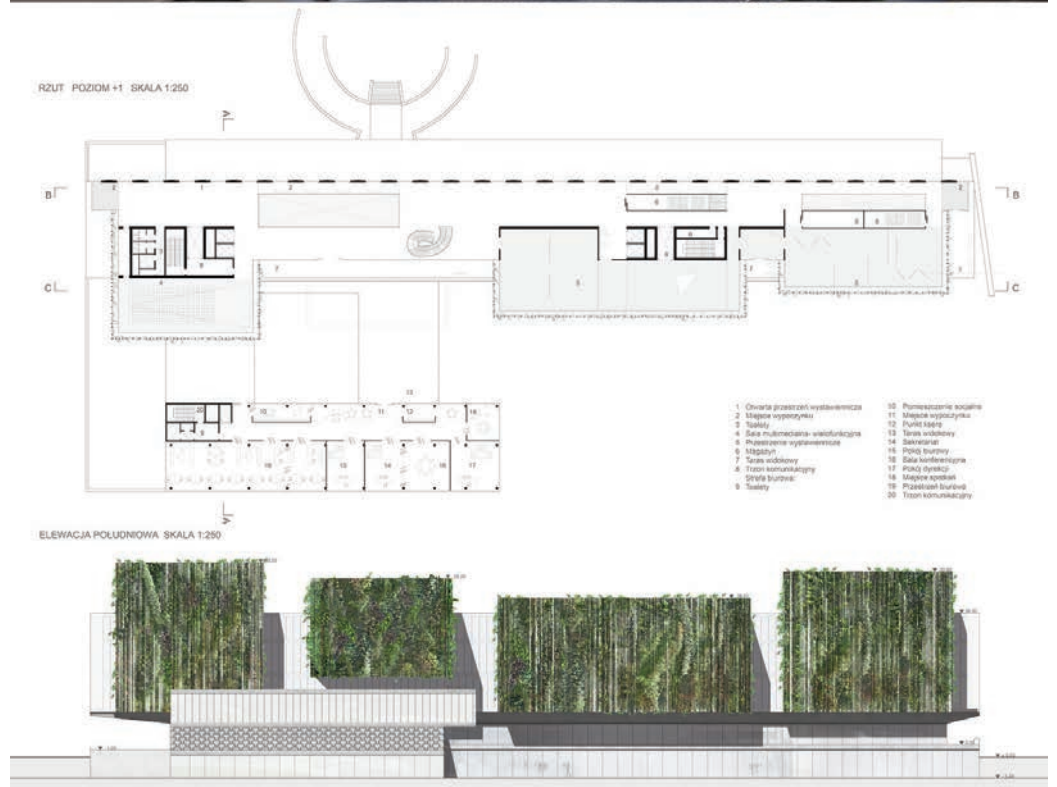 RZUT POZIOM +1 SKALA 1:250
A
B
B
C
C
A
1 Otwarta przestrzeń wystawiennicza
2 Miejsce wypoczynku
3 Toalety
4 Sala multimedialna- wielofunkcyjna
5 Przestrzenie wystawiennicze
6 Magazyn
7 Taras widokowy
8 Trzon komunikacyjny
Strefa biurowa:
9 Toalety
10 Pomieszczenie socjalne
11 Miejsce wypoczynku
12 Punkt ksero
13 Taras widokowy
14 Sekretariat
15 Pokój biurowy
16 Sala konferencyjna
17 Pokój dyrekcji
18 Miejsce spotkań
19 Przestrzeń biurowa
20 Trzon komunikacyjny
ELEWACJA POŁUDNIOWA SKALA 1:250